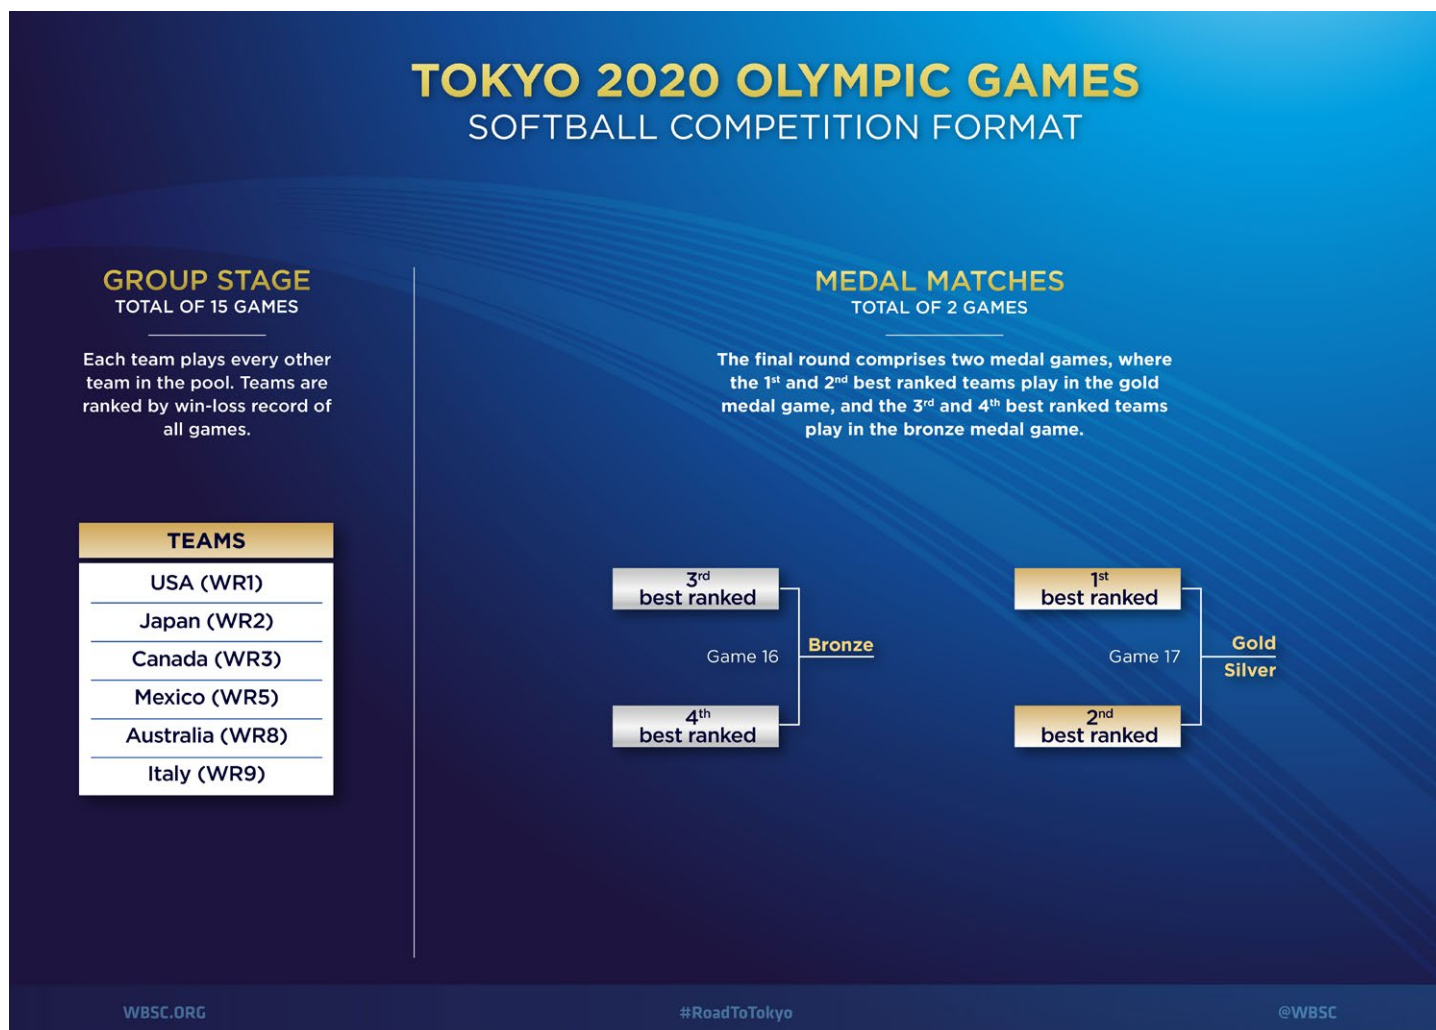 TOKYO 2020 OLYMPIC GAMES
SOFTBALL COMPETITION FORMAT
GROUP STAGE
TOTAL OF 15 GAMES
Each team plays every other
team in the pool. Teams are
ranked by win-loss record of
all games.
TEAMS
USA (WR1)
Japan (WR2)
Canada (WR3)
Mexico (WR5)
Australia (WR8)
Italy (WR9)
MEDAL MATCHES
TOTAL OF 2 GAMES
The final round comprises two medal games, where
the 1st and 2nd best ranked teams play in the gold
medal game, and the 3rd and 4th best ranked teams
play in the bronze medal game.
3rd
best ranked
Game 16
Bronze
4th
best ranked
1st
best ranked
Game 17
Gold
Silver
2nd
best ranked
WBSC.ORG
#RoadToTokyo
@WBSC